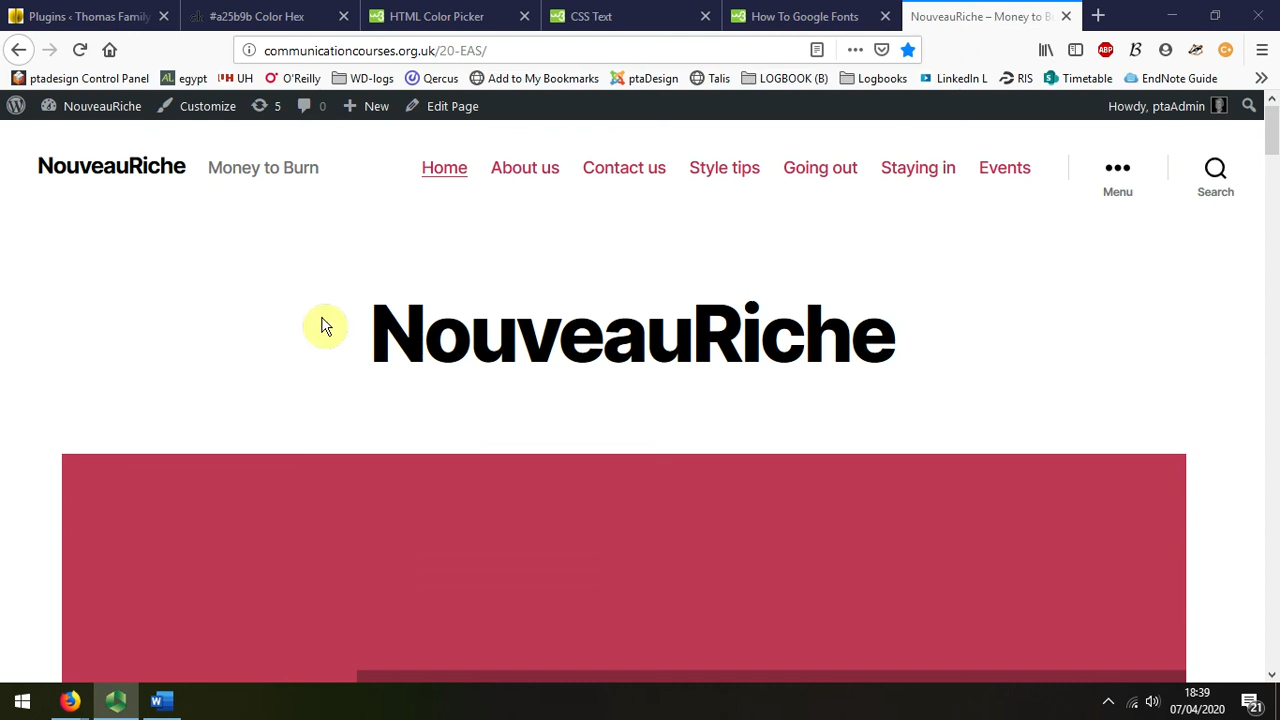 Plugins ‹ Thomas Family
#a25b9b Color Hex
HTML Color Picker
CSS Text
How To Google Fonts
NouveauRiche – Money to B
communicationcourses.org.uk/20-EAS/
ptadesign Control Panel
egypt
UH
O'Reilly
WD-logs
Qercus
Add to My Bookmarks
ptaDesign
Talis
LOGBOOK (B)
Logbooks
LinkedIn L
RIS
Timetable
EndNote Guide
NouveauRiche
Customize
5
0
New
Edit Page
Howdy, ptaAdmin
NouveauRiche
Money to Burn
Home
About us
Contact us
Style tips
Going out
Staying in
Events
Menu
Search
NouveauRiche
18:39
07/04/2020
21